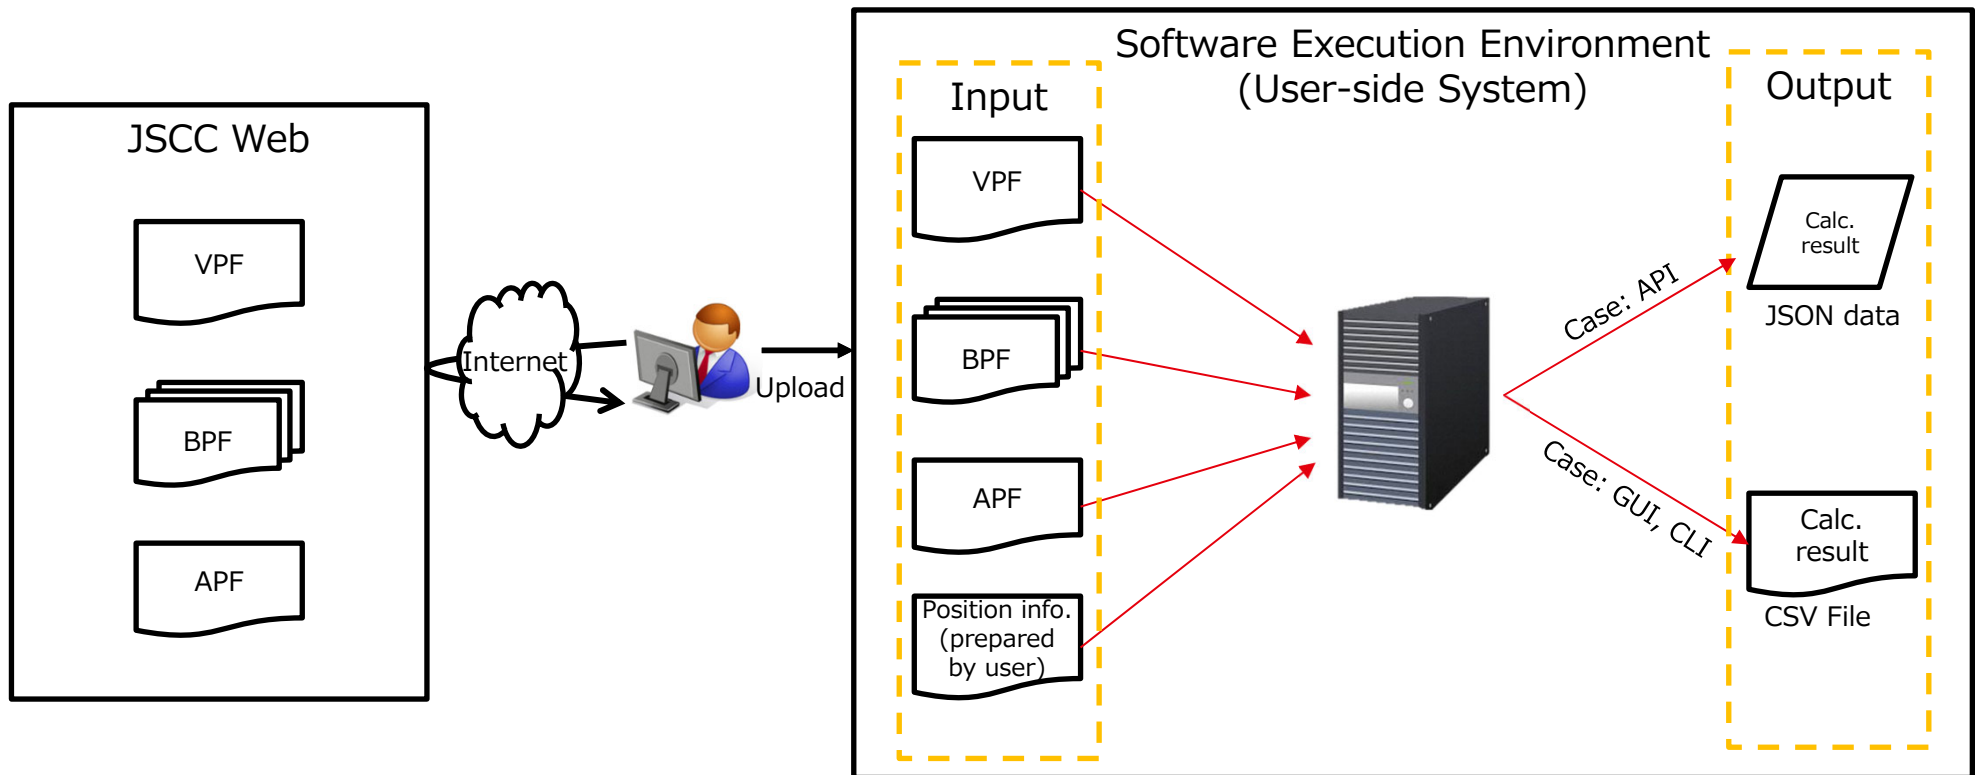 JSCC Web
VPF
BPF
APF
Internet
Upload
Software Execution Environment
(User-side System)
Input
VPF
BPF
APF
Position info.
(prepared
by user)
Case: API
Case: GUI, CLI
Output
Calc.
result
JSON data
Calc.
result
CSV File